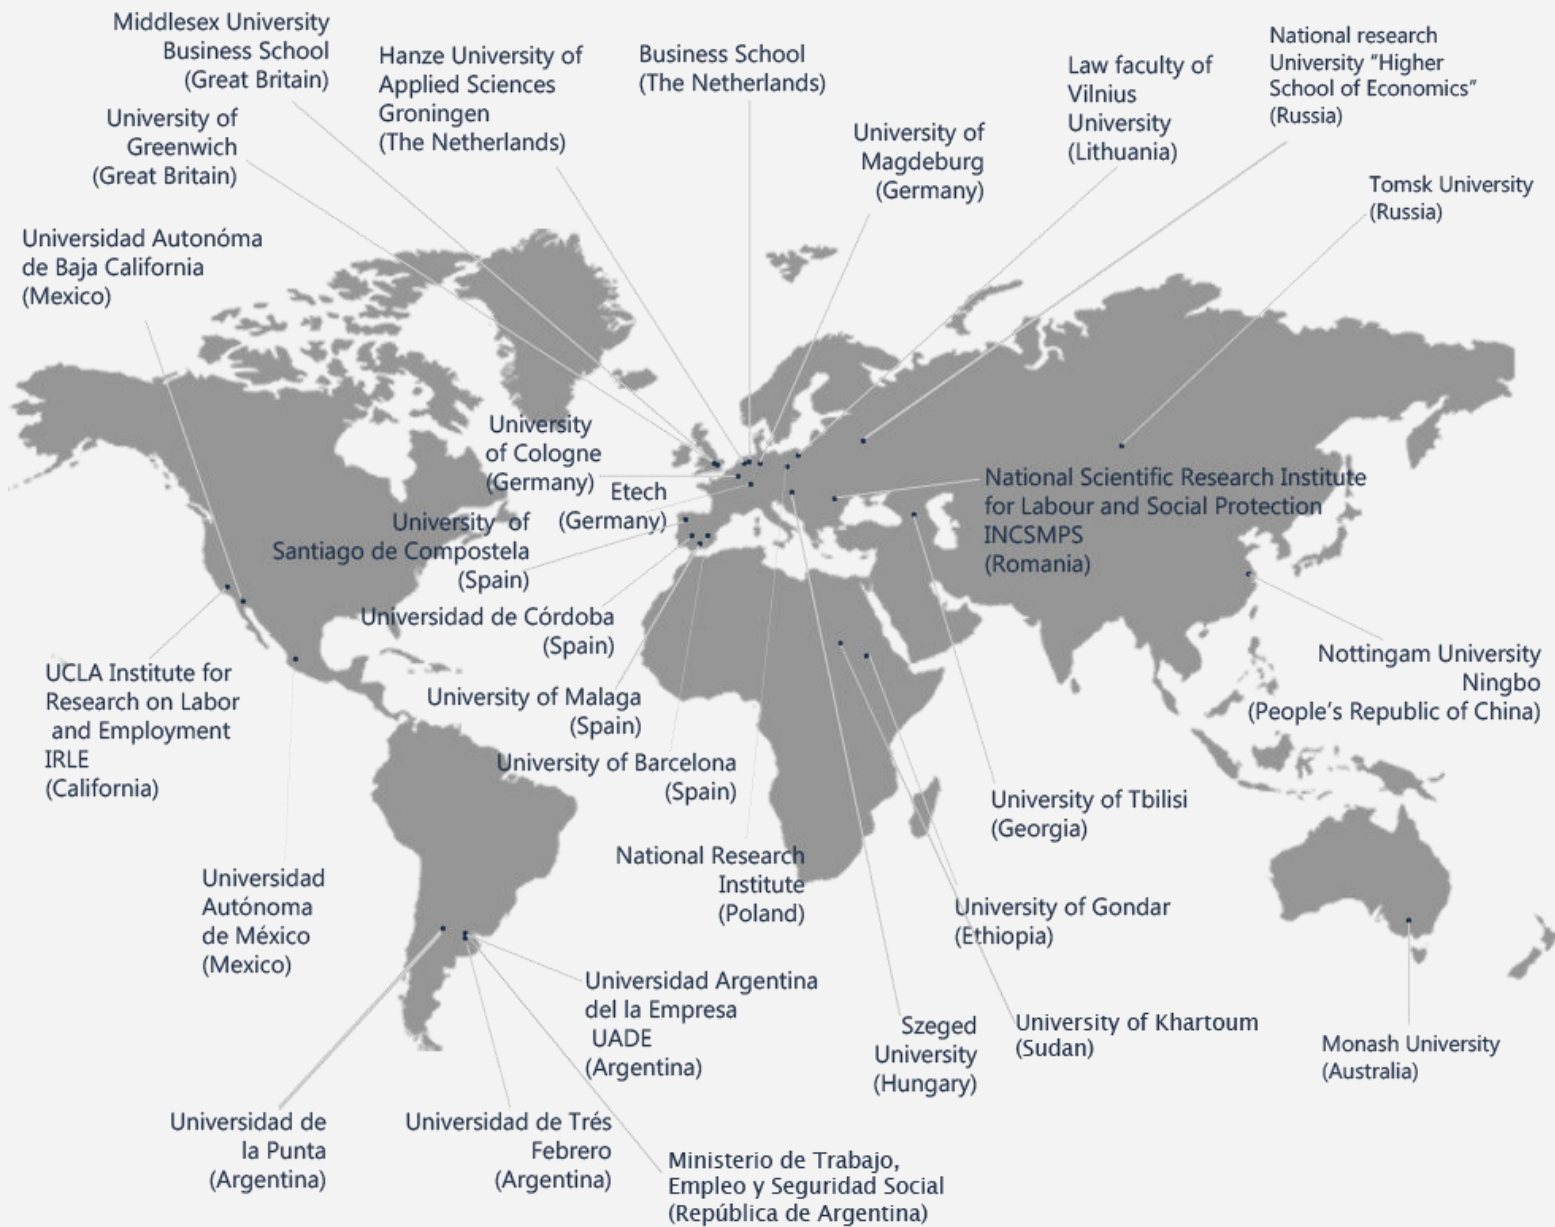 Middlesex University
Business School
(Great Britain)
Hanze University of
Applied Sciences
Groningen
(The Netherlands)
Business School
(The Netherlands)
Law faculty of
Vilnius
University
(Lithuania)
National research
University “Higher
School of Economics”
(Russia)
University of
Greenwich
(Great Britain)
University of
Magdeburg
(Germany)
Tomsk University
(Russia)
Universidad Autonóma
de Baja California
(Mexico)
University
of Cologne
(Germany)
Etech
(Germany)
National Scientific Research Institute
for Labour and Social Protection
INCSMPS
(Romania)
University of
Santiago de Compostela
(Spain)
Universidad de Córdoba
(Spain)
UCLA Institute for
Research on Labor
and Employment
IRLE
(California)
University of Malaga
(Spain)
Nottingam University
Ningbo
(People’s Republic of China)
University of Barcelona
(Spain)
University of Tbilisi
(Georgia)
National Research
Institute
(Poland)
Universidad
Autónoma
de México
(Mexico)
University of Gondar
(Ethiopia)
Universidad Argentina
del la Empresa
UADE
(Argentina)
Szeged
University
(Hungary)
University of Khartoum
(Sudan)
Monash University
(Australia)
Universidad de
la Punta
(Argentina)
Universidad de Trés
Febrero
(Argentina)
Ministerio de Trabajo,
Empleo y Seguridad Social
(República de Argentina)